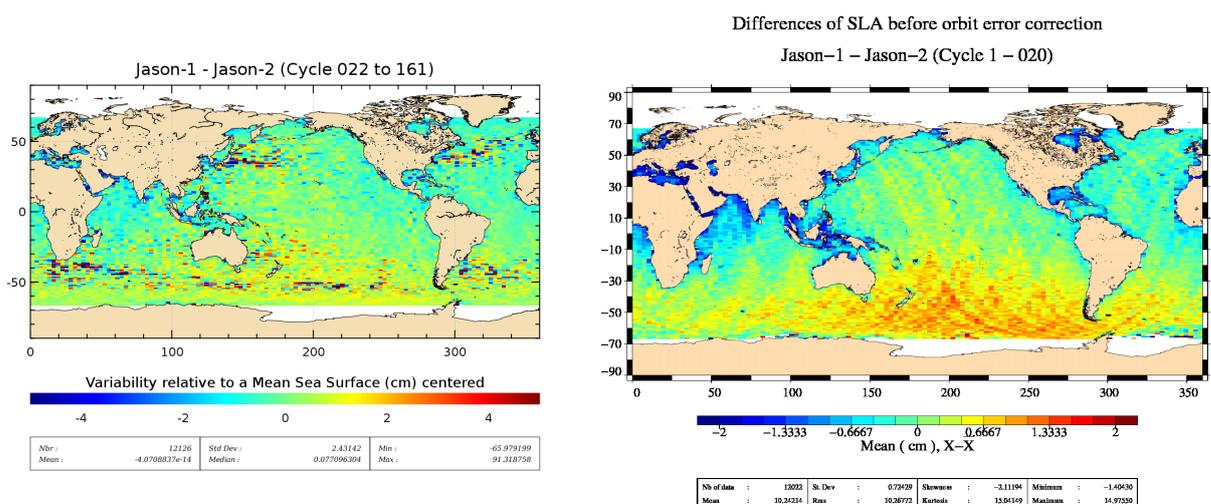 Jason-1 - Jason-2 (Cycle 022 to 161)
50
0
-50
0 100 200 300
Variability relative to a Mean Sea Surface (cm) centered
-4 -2 0 2 4
Nbr : 12126 Std Dev : 2.43142 Min : -65.979199
Mean : -4.0708837e-14 Median : 0.077096304 Max : 91.318758
Differences of SLA before orbit error correction
Jason-1 - Jason-2 (Cycle 1 - 020)
90
70
50
30
10
-10
-30
-50
-70
-90
0 50 100 150 200 250 300 350
-2 -1.3333 -0.6667 0 0.6667 1.3333 2
Mean ( cm ), X-X
Nb of data : 12022 St. Dev : 0.72429 Skewness : -2.11194 Minimum : -1.40430
Mean : 10.24214 Rms : 10.26772 Kurtosis : 15.04149 Maximum : 14.97550